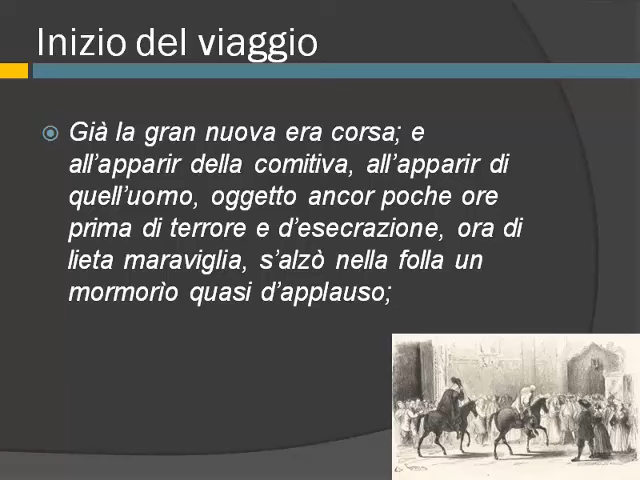 Inizio del viaggio
Già la gran nuova era corsa; e
all’apparir della comitiva, all’apparir di
quell’uomo, oggetto ancor poche ore
prima di terrore e d’esecrazione, ora di
lieta maraviglia, s’alzò nella folla un
mormorìo quasi d’applauso;